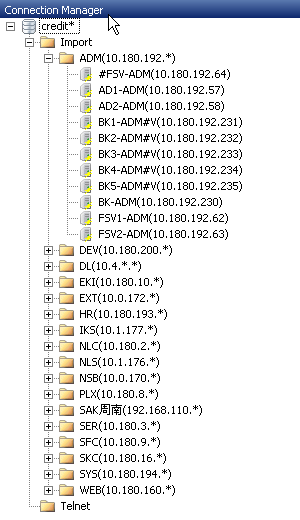 Connection Manager
credit*
Import
ADM(10.180.192.*)
#FSV-ADM(10.180.192.64)
AD1-ADM(10.180.192.57)
AD2-ADM(10.180.192.58)
BK1-ADM#V(10.180.192.231)
BK2-ADM#V(10.180.192.232)
BK3-ADM#V(10.180.192.233)
BK4-ADM#V(10.180.192.234)
BK5-ADM#V(10.180.192.235)
BK-ADM(10.180.192.230)
FSV1-ADM(10.180.192.62)
FSV2-ADM(10.180.192.63)
DEV(10.180.200.*)
DL(10.4.*.*)
EKI(10.180.10.*)
EXT(10.0.172.*)
HR(10.180.193.*)
IKS(10.1.177.*)
NLC(10.180.2.*)
NLS(10.1.176.*)
NSB(10.0.170.*)
PLX(10.180.8.*)
SAK周南(192.168.110.*)
SER(10.180.3.*)
SFC(10.180.9.*)
SKC(10.180.16.*)
SYS(10.180.194.*)
WEB(10.180.160.*)
Telnet